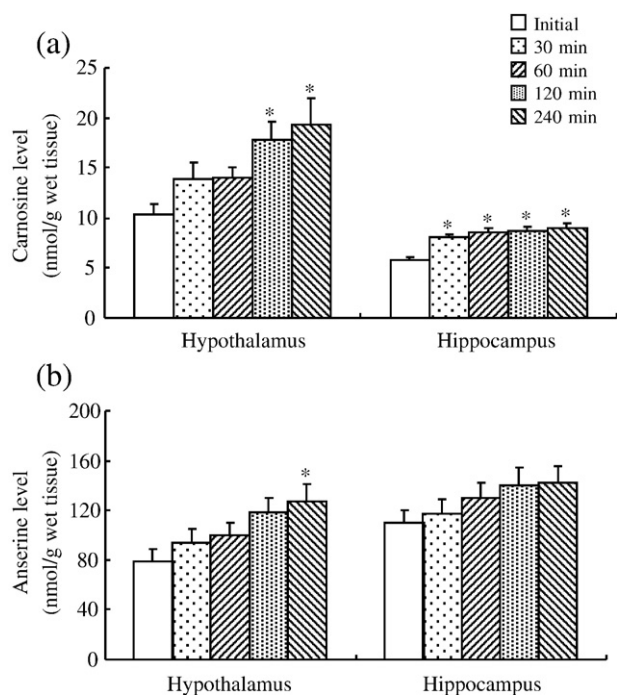 (a)
Initial
30 min
60 min
120 min
240 min
Carnosine level
(nmol/g wet tissue)
25
20
15
10
5
0
* *
* * * *
Hypothalamus Hippocampus
(b)
Anserine level
(nmol/g wet tissue)
200
160
120
80
40
0
*
Hypothalamus Hippocampus